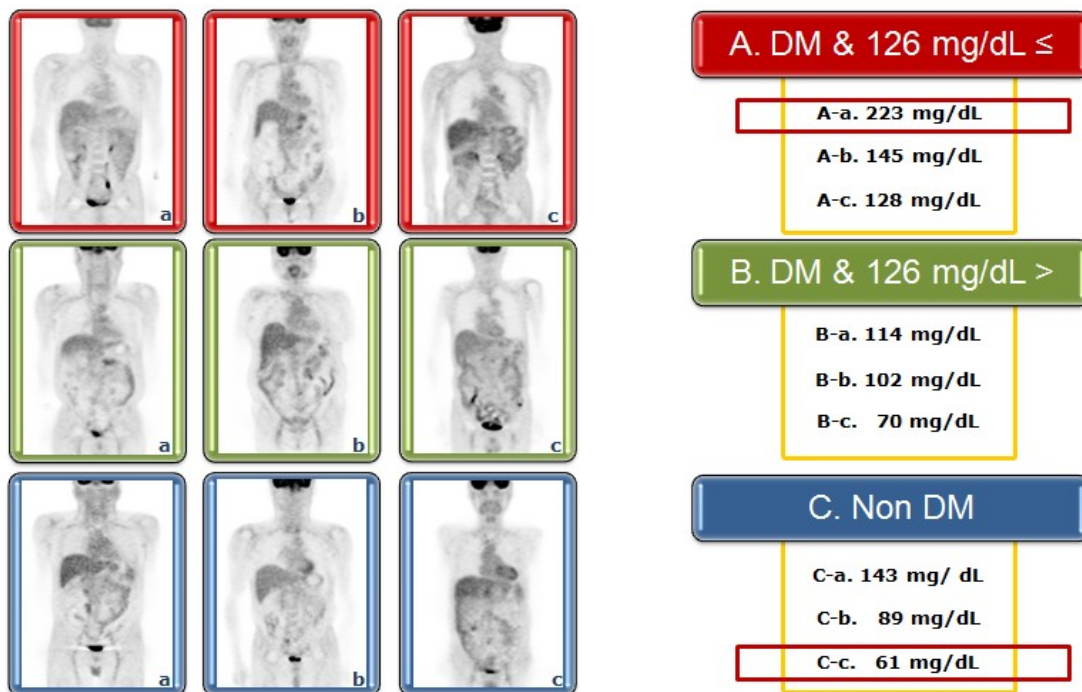 a
b
c
a
b
c
a
b
c
A. DM & 126 mg/dL ≤
A-a. 223 mg/dL
A-b. 145 mg/dL
A-c. 128 mg/dL
B. DM & 126 mg/dL >
B-a. 114 mg/dL
B-b. 102 mg/dL
B-c. 70 mg/dL
C. Non DM
C-a. 143 mg/ dL
C-b. 89 mg/dL
C-c. 61 mg/dL